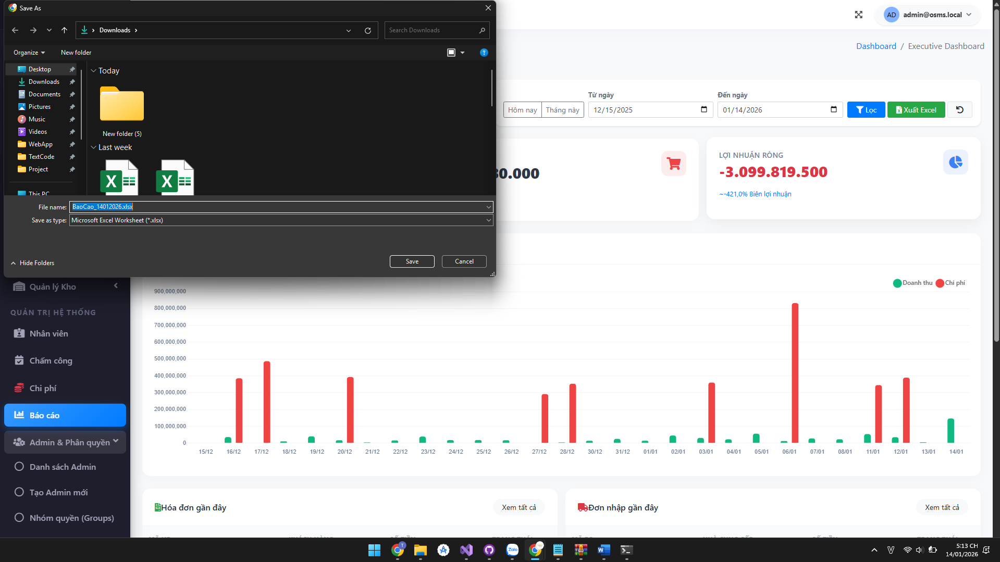 Save As
Downloads
Search Downloads
Organize
New folder
Desktop
Downloads
Documents
Pictures
Music
Videos
WebApp
TextCode
Project
This PC
Today
New folder (5)
Last week
File name: BaoCao_14012026.xlsx
Save as type: Microsoft Excel Worksheet (*.xlsx)
Hide Folders
Save
Cancel
AD admin@osms.local
Dashboard / Executive Dashboard
Từ ngày
Đến ngày
Hôm nay
Tháng này
12/15/2025
01/14/2026
Lọc
Xuất Excel
30.000
LỢI NHUẬN RÒNG
-3.099.819.500
~-421,0% Biên lợi nhuận
Quản lý Kho
QUẢN TRỊ HỆ THỐNG
Nhân viên
Chấm công
Chi phí
Báo cáo
Admin & Phân quyền
Danh sách Admin
Tạo Admin mới
Nhóm quyền (Groups)
Doanh thu
Chi phí
900,000,000
800,000,000
700,000,000
600,000,000
500,000,000
400,000,000
300,000,000
200,000,000
100,000,000
0
15/12 16/12 17/12 18/12 19/12 20/12 21/12 22/12 23/12 24/12 25/12 26/12 27/12 28/12 30/12 31/12 01/01 02/01 03/01 04/01 05/01 06/01 07/01 08/01 11/01 12/01 13/01 14/01
Hóa đơn gần đây
Xem tất cả
Đơn nhập gần đây
Xem tất cả
Zalo
5:13 CH
14/01/2026